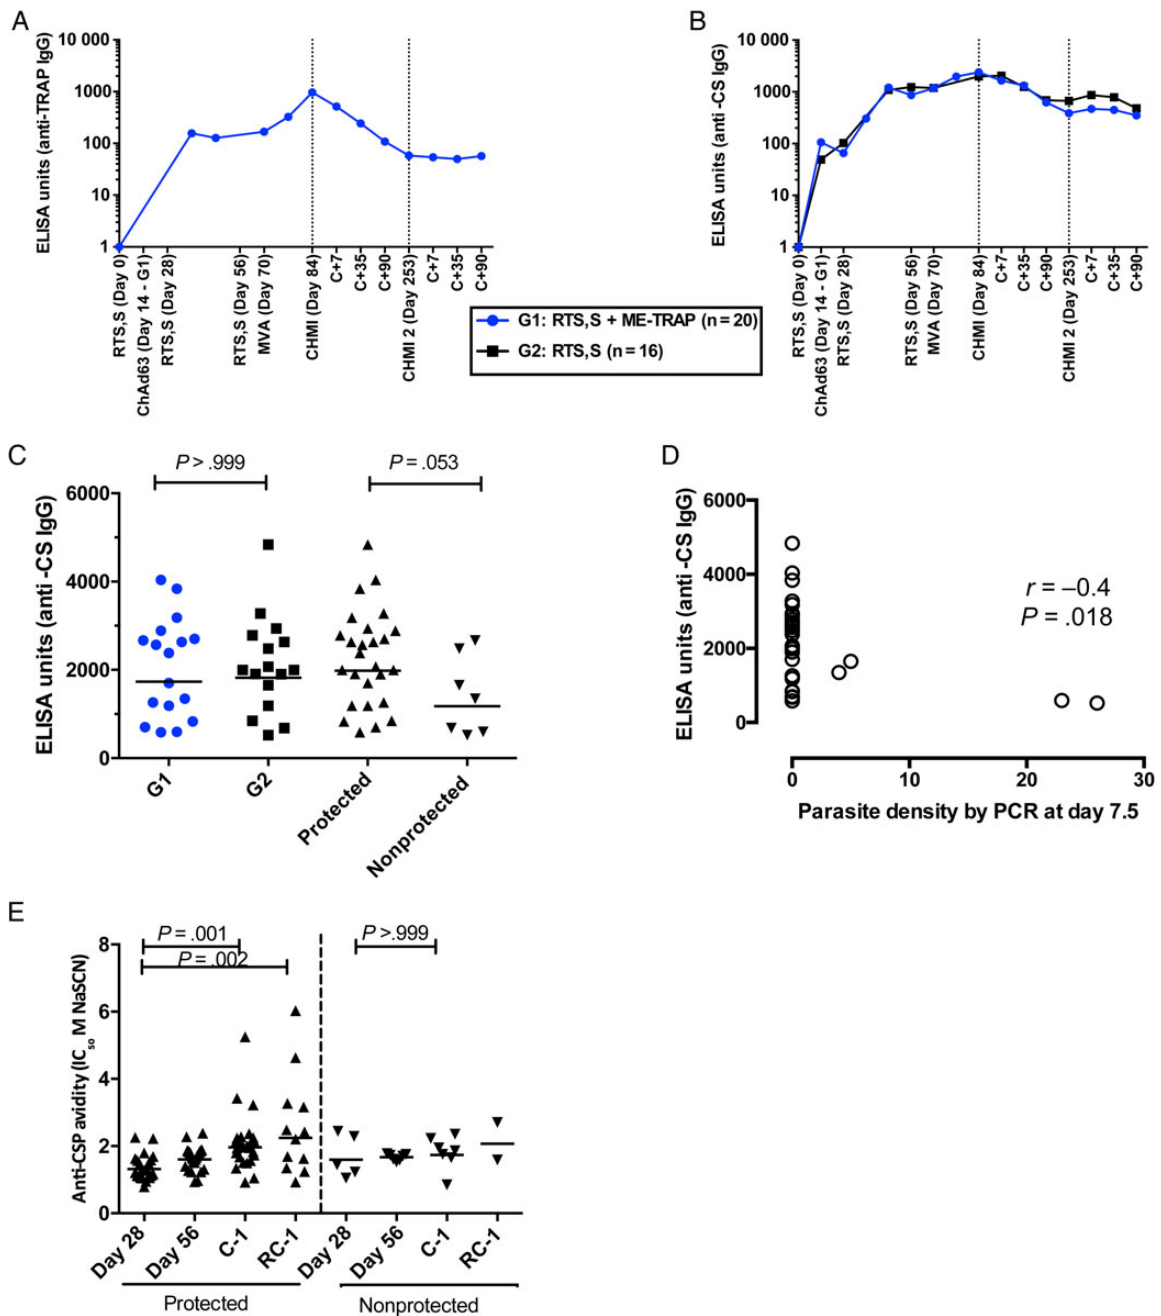 A
ELISA units (anti-TRAP IgG)
10 000
1000
100
10
1
RTS,S (Day 0)
ChAd63 (Day 14 - G1)
RTS,S (Day 28)
RTS,S (Day 56)
MVA (Day 70)
CHMI (Day 84)
C+7
C+35
C+90
CHMI 2 (Day 253)
C+7
C+35
C+90
B
ELISA units (anti -CS IgG)
10 000
1000
100
10
1
RTS,S (Day 0)
ChAd63 (Day 14 - G1)
RTS,S (Day 28)
RTS,S (Day 56)
MVA (Day 70)
CHMI (Day 84)
C+7
C+35
C+90
CHMI 2 (Day 253)
C+7
C+35
C+90
G1: RTS,S + ME-TRAP (n = 20)
G2: RTS,S (n = 16)
C
ELISA units (anti -CS IgG)
6000
4000
2000
0
P > .999
P = .053
G1
G2
Protected
Nonprotected
D
ELISA units (anti -CS IgG)
6000
4000
2000
0
r = –0.4
P = .018
0
10
20
30
Parasite density by PCR at day 7.5
E
Anti-CSP avidity (IC50 M NaSCN)
8
6
4
2
0
P = .001
P = .002
P >.999
Day 28
Day 56
C-1
RC-1
Day 28
Day 56
C-1
RC-1
Protected
Nonprotected